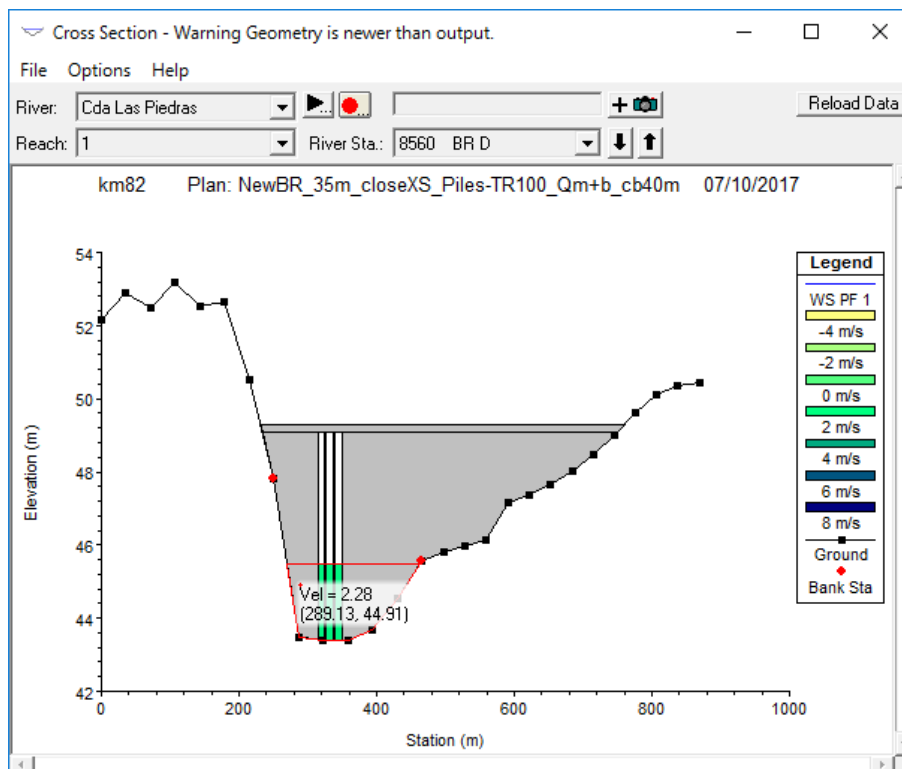 Cross Section - Warning Geometry is newer than output.
File Options Help
River: Cda Las Piedras ... ... + Reload Data
Reach: 1 River Sta.: 8560 BR D
km82 Plan: NewBR_35m_closeXS_Piles-TR100_Qm+b_cb40m 07/10/2017
54
52
50
48
46
44
42
Elevation (m)
0 200 400 600 800 1000
Station (m)
Vel = 2.28
(289.13, 44.91)
Legend
WS PF 1
-4 m/s
-2 m/s
0 m/s
2 m/s
4 m/s
6 m/s
8 m/s
Ground
Bank Sta